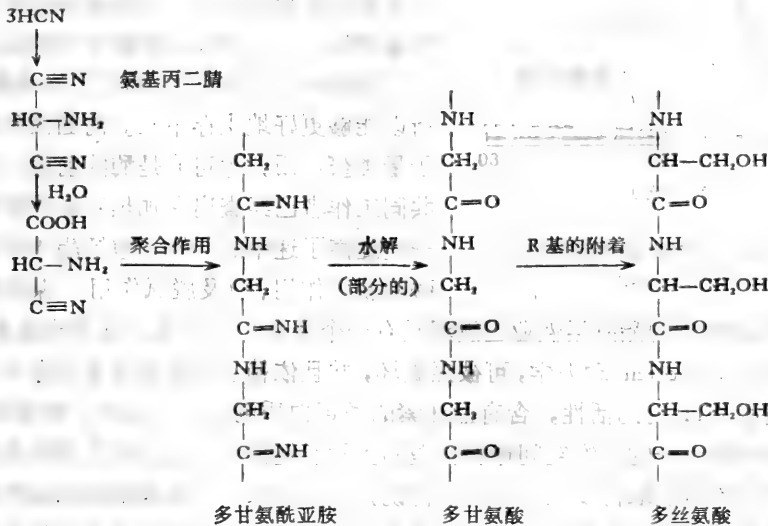 3HCN
C≡N 氨基丙二腈
HC—NH₂
C≡N
H₂O
COOH
HC—NH₂
C≡N
聚合作用
CH₂
C=NH
NH
CH₂
C=NH
NH
CH₂
C=NH
多甘氨酰亚胺
水解
(部分的)
NH
CH₂
C=O
NH
CH₂
C=O
NH
CH₂
C=O
多甘氨酸
R基的附着
NH
CH—CH₂OH
C=O
NH
CH—CH₂OH
C=O
NH
CH—CH₂OH
C=O
多丝氨酸